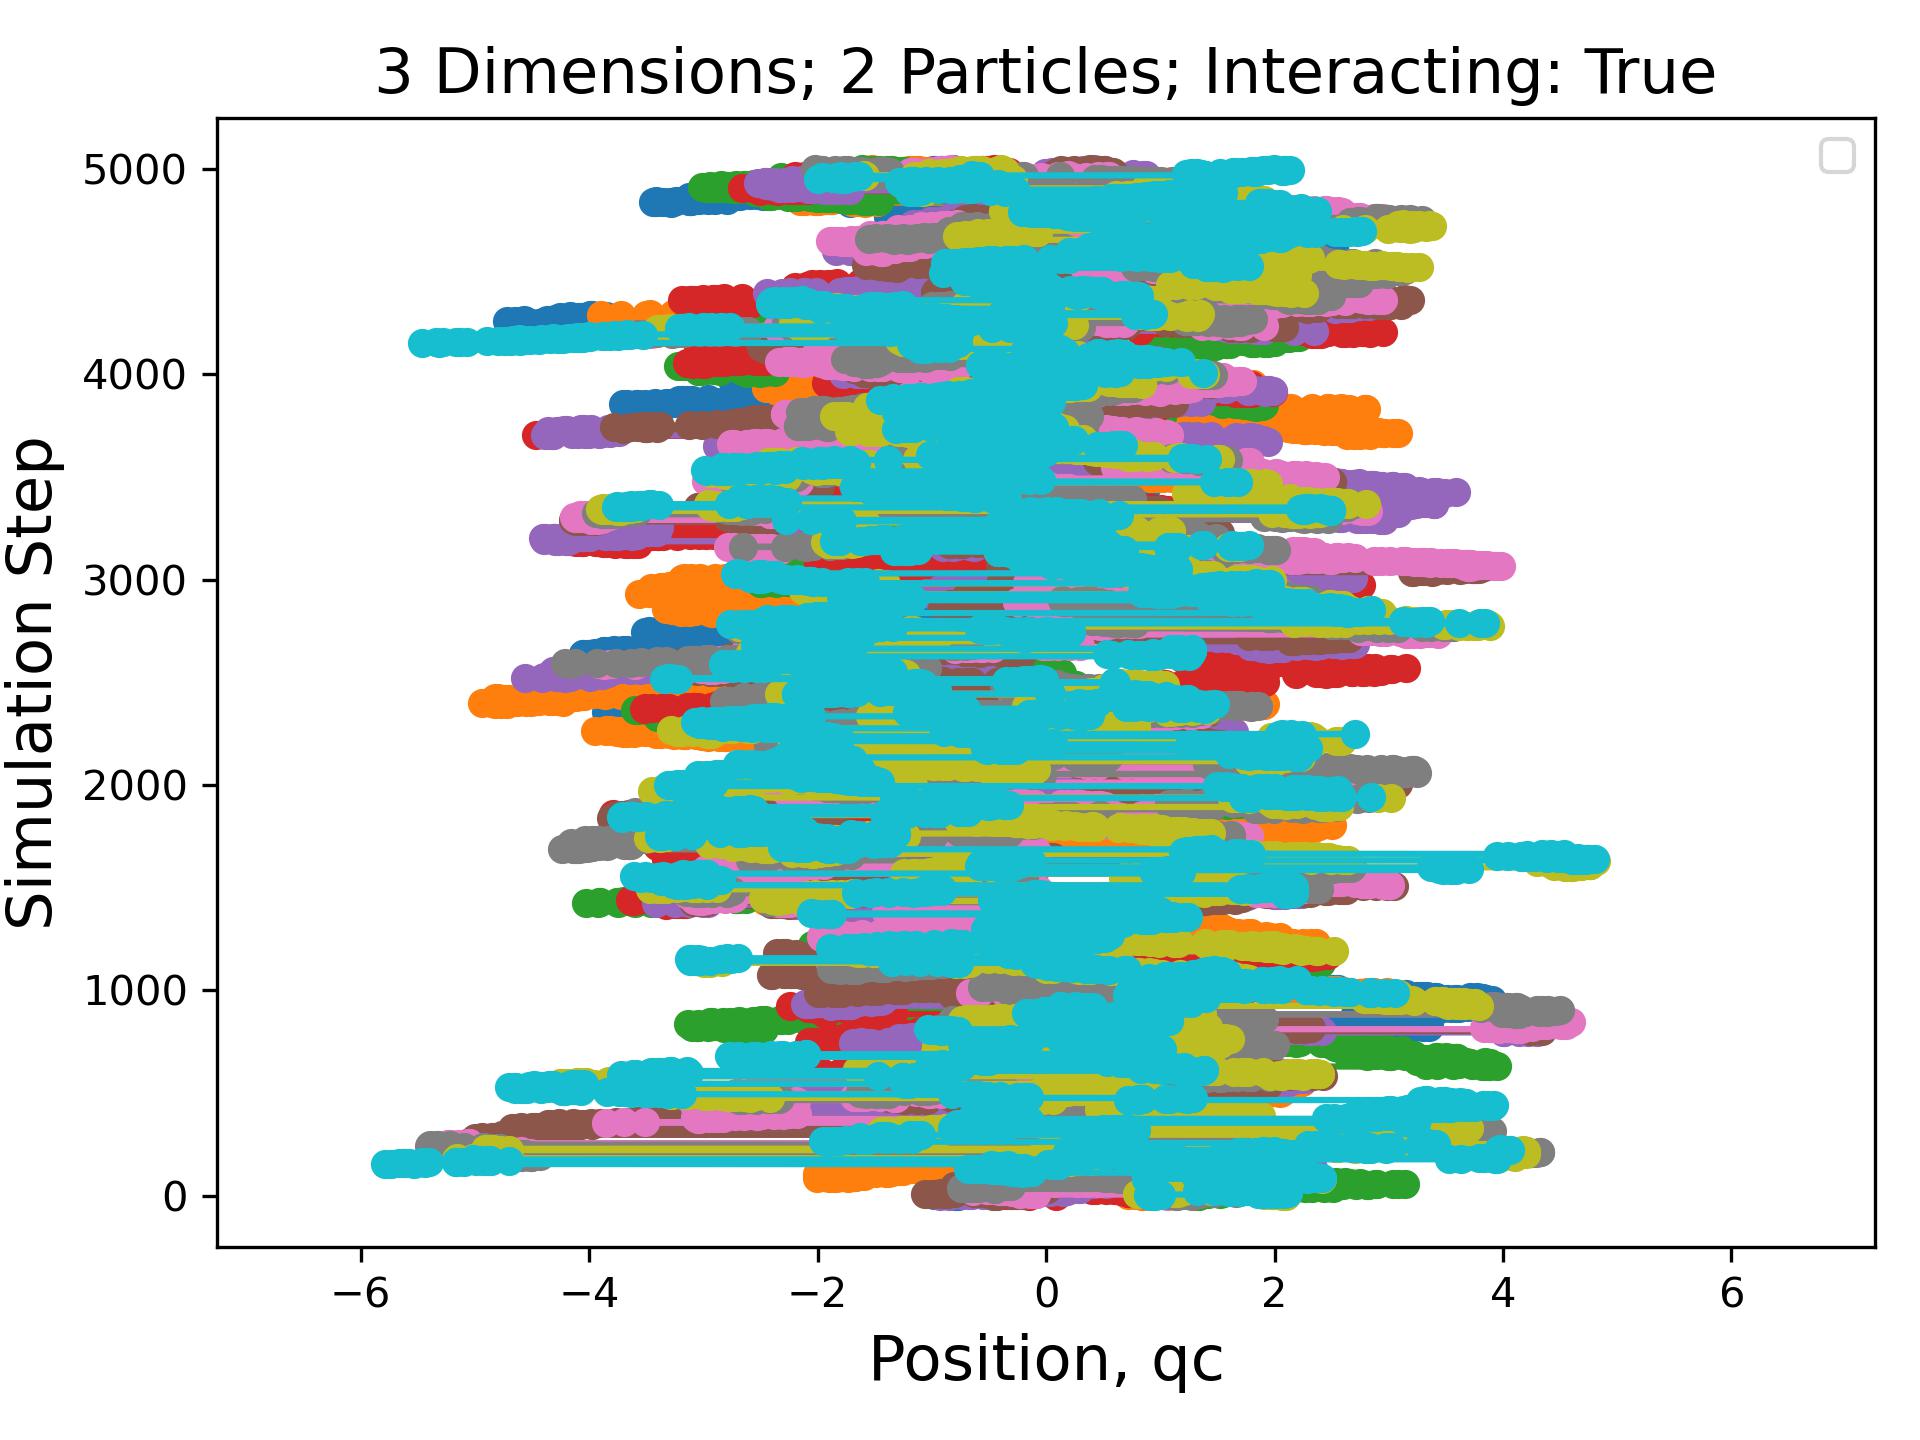 3 Dimensions; 2 Particles; Interacting: True
Simulation Step
5000
4000
3000
2000
1000
0
−6 −4 −2 0 2 4 6
Position, qc